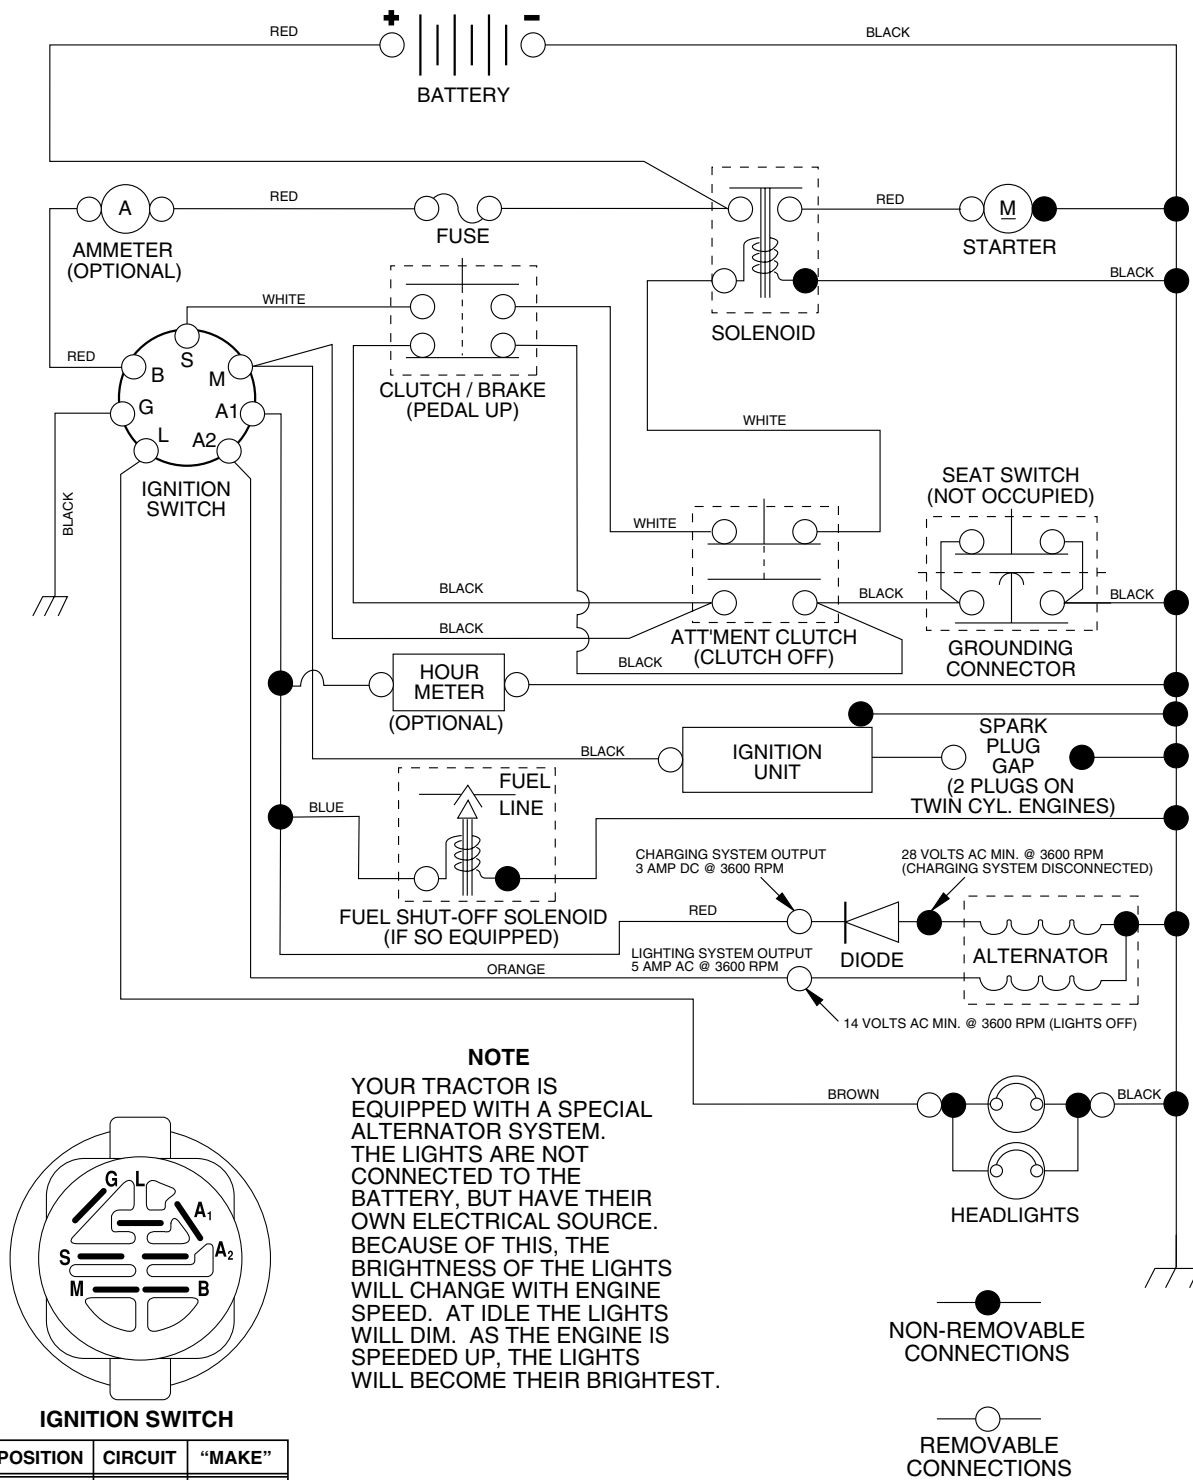 + −
RED
BLACK
BATTERY
A
RED
RED
M
AMMETER
(OPTIONAL)
FUSE
STARTER
BLACK
WHITE
SOLENOID
RED
S
B
M
CLUTCH / BRAKE
(PEDAL UP)
G
A1
L
A2
WHITE
IGNITION
SWITCH
SEAT SWITCH
(NOT OCCUPIED)
BLACK
WHITE
BLACK
BLACK
BLACK
BLACK
ATT'MENT CLUTCH
(CLUTCH OFF)
GROUNDING
CONNECTOR
BLACK
HOUR
METER
(OPTIONAL)
BLACK
IGNITION
UNIT
SPARK
PLUG
GAP
(2 PLUGS ON
TWIN CYL. ENGINES)
FUEL
LINE
BLUE
CHARGING SYSTEM OUTPUT
3 AMP DC @ 3600 RPM
28 VOLTS AC MIN. @ 3600 RPM
(CHARGING SYSTEM DISCONNECTED)
FUEL SHUT-OFF SOLENOID
(IF SO EQUIPPED)
RED
DIODE
ALTERNATOR
LIGHTING SYSTEM OUTPUT
5 AMP AC @ 3600 RPM
ORANGE
14 VOLTS AC MIN. @ 3600 RPM (LIGHTS OFF)
NOTE
YOUR TRACTOR IS
EQUIPPED WITH A SPECIAL
ALTERNATOR SYSTEM.
THE LIGHTS ARE NOT
CONNECTED TO THE
BATTERY, BUT HAVE THEIR
OWN ELECTRICAL SOURCE.
BECAUSE OF THIS, THE
BRIGHTNESS OF THE LIGHTS
WILL CHANGE WITH ENGINE
SPEED. AT IDLE THE LIGHTS
WILL DIM. AS THE ENGINE IS
SPEEDED UP, THE LIGHTS
WILL BECOME THEIR BRIGHTEST.
BROWN
BLACK
HEADLIGHTS
G L
A1
A2
S
M
B
IGNITION SWITCH
POSITION CIRCUIT “MAKE”
NON-REMOVABLE
CONNECTIONS
REMOVABLE
CONNECTIONS